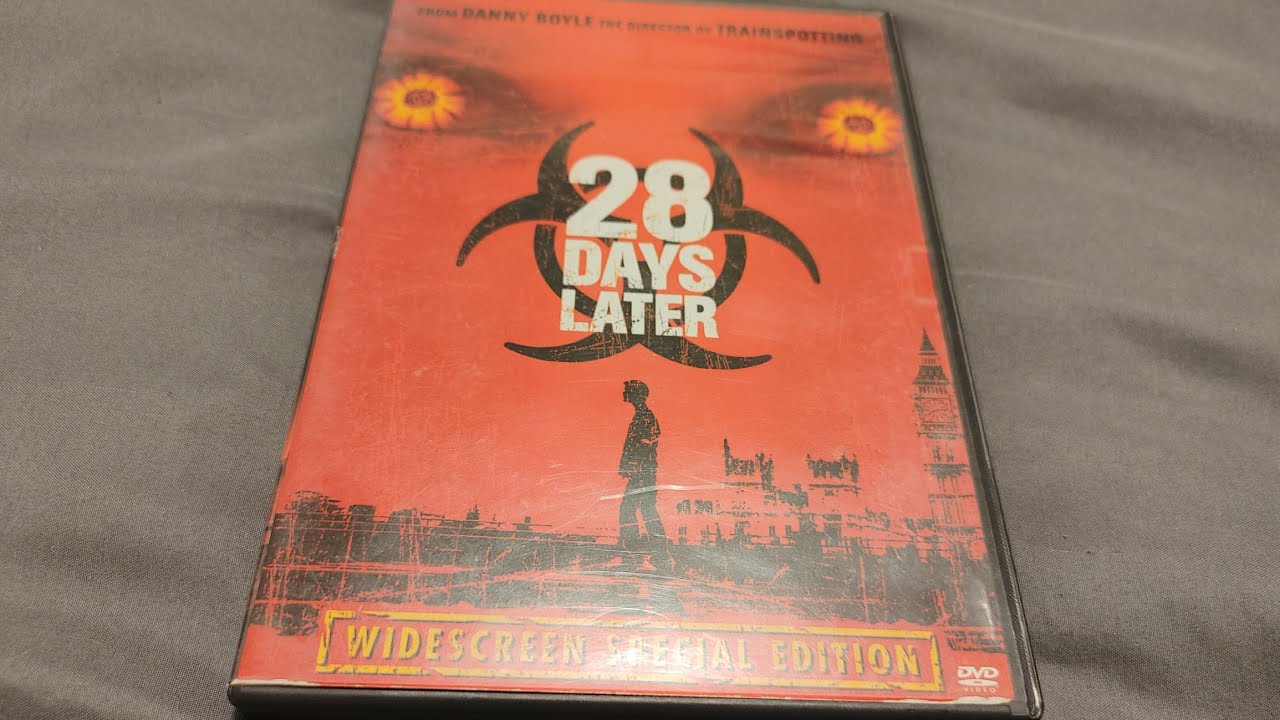 FROM DANNY BOYLE THE DIRECTOR OF TRAINSPOTTING
28
DAYS
LATER
WIDESCREEN SPECIAL EDITION
DVD
VIDEO